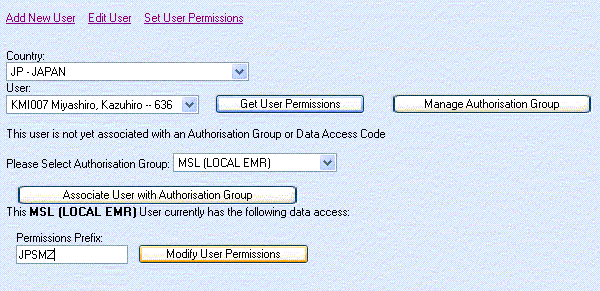 Add New User Edit User Set User Permissions
Country:
JP - JAPAN
User:
KMI007 Miyashiro, Kazuhiro -- 636 Get User Permissions Manage Authorisation Group
This user is not yet associated with an Authorisation Group or Data Access Code
Please Select Authorisation Group: MSL (LOCAL EMR)
Associate User with Authorisation Group
This MSL (LOCAL EMR) User currently has the following data access:
Permissions Prefix:
JPSMZ Modify User Permissions